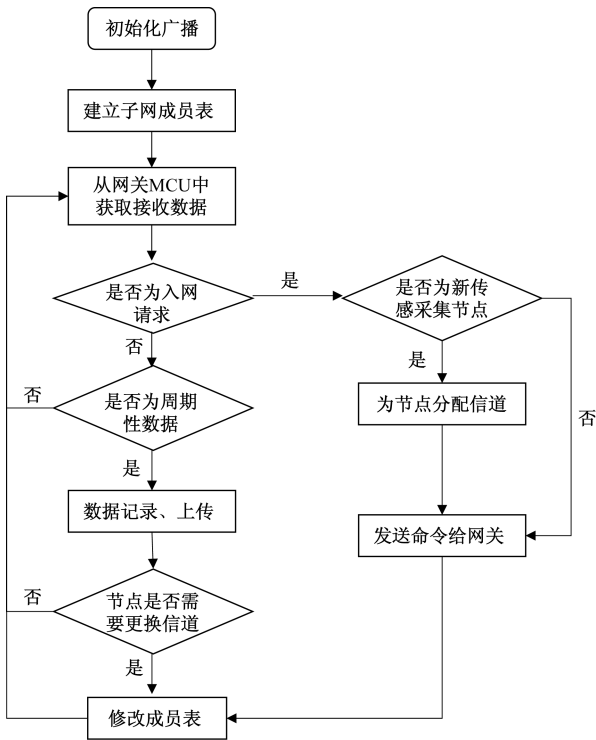 初始化广播
建立子网成员表
从网关MCU中
获取接收数据
是否为入网
请求
是
是否为新传
感采集节点
否
是
否
是否为周期
性数据
否
为节点分配信道
是
数据记录、上传
发送命令给网关
否
节点是否需
要更换信道
是
修改成员表